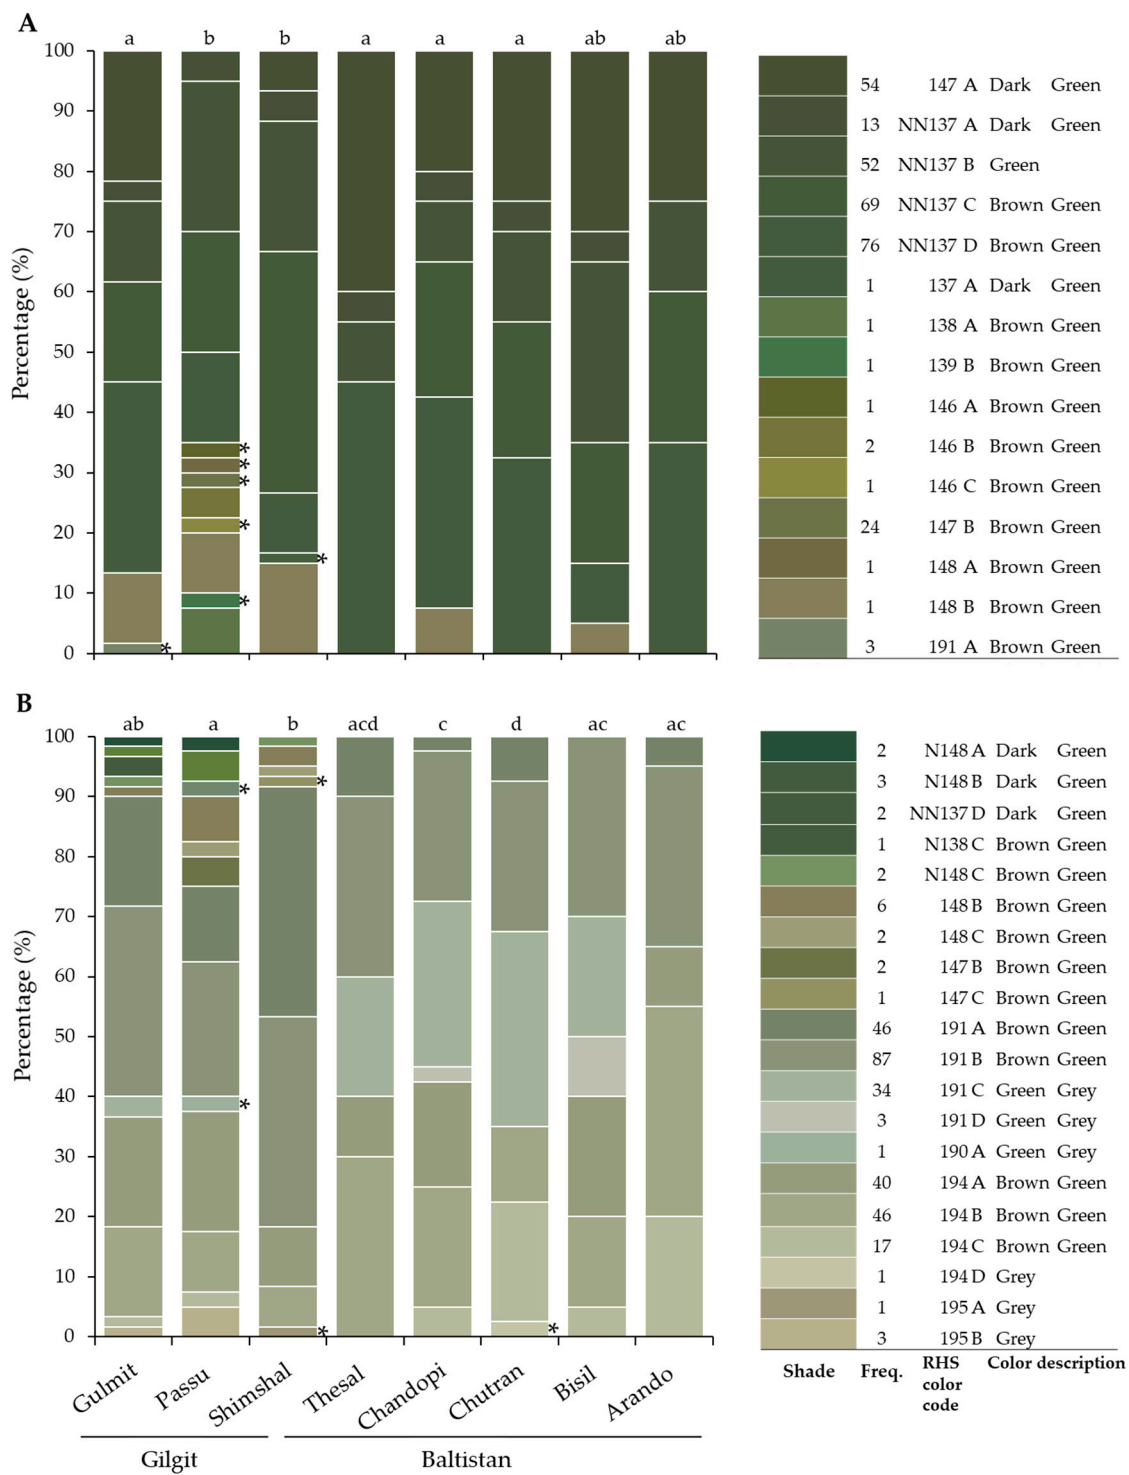 A
a b b a a a ab ab
100
90
80
70
60
50
40
30
20
10
0
Percentage (%)
*
*
*
*
*
*
*
54 147 A Dark Green
13 NN137 A Dark Green
52 NN137 B Green
69 NN137 C Brown Green
76 NN137 D Brown Green
1 137 A Dark Green
1 138 A Brown Green
1 139 B Brown Green
1 146 A Brown Green
2 146 B Brown Green
1 146 C Brown Green
24 147 B Brown Green
1 148 A Brown Green
1 148 B Brown Green
3 191 A Brown Green
B
ab a b acd c d ac ac
100
90
80
70
60
50
40
30
20
10
0
Percentage (%)
*
*
*
*
*
Gulmit
Passu
Shimshal
Thesal
Chandopi
Chutran
Bisil
Arando
Gilgit
Baltistan
2 N148 A Dark Green
3 N148 B Dark Green
2 NN137 D Dark Green
1 N138 C Brown Green
2 N148 C Brown Green
6 148 B Brown Green
2 148 C Brown Green
2 147 B Brown Green
1 147 C Brown Green
46 191 A Brown Green
87 191 B Brown Green
34 191 C Green Grey
3 191 D Green Grey
1 190 A Green Grey
40 194 A Brown Green
46 194 B Brown Green
17 194 C Brown Green
1 194 D Grey
1 195 A Grey
3 195 B Grey
Shade Freq. RHS Color description
color
code